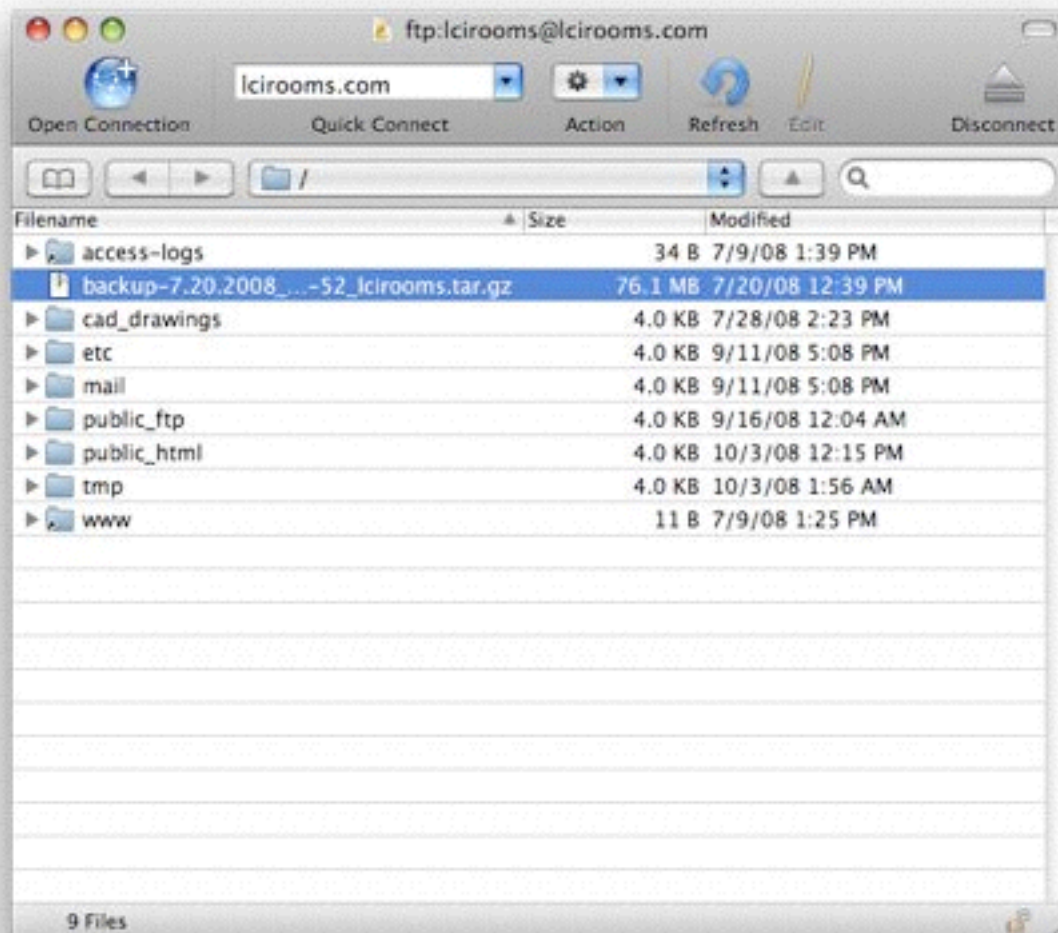 ftp:lcirooms@lcirooms.com
lcirooms.com
Open Connection Quick Connect Action Refresh Edit Disconnect
/
Filename Size Modified
access-logs 34 B 7/9/08 1:39 PM
backup-7.20.2008_...-52_lcirooms.tar.gz 76.1 MB 7/20/08 12:39 PM
cad_drawings 4.0 KB 7/28/08 2:23 PM
etc 4.0 KB 9/11/08 5:08 PM
mail 4.0 KB 9/11/08 5:08 PM
public_ftp 4.0 KB 9/16/08 12:04 AM
public_html 4.0 KB 10/3/08 12:15 PM
tmp 4.0 KB 10/3/08 1:56 AM
www 11 B 7/9/08 1:25 PM
9 Files